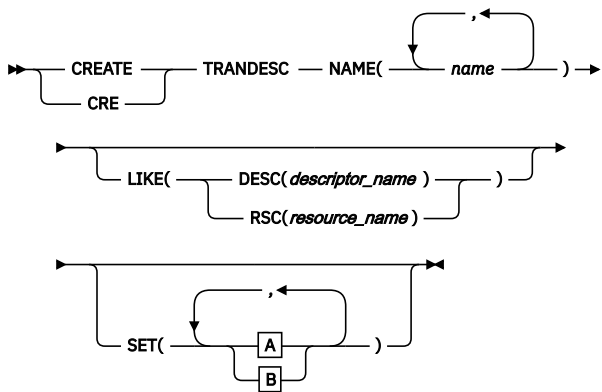 ,
CREATE TRANDESC NAME( name )
CRE
LIKE( DESC(descriptor_name) )
RSC(resource_name)
,
SET( A )
B